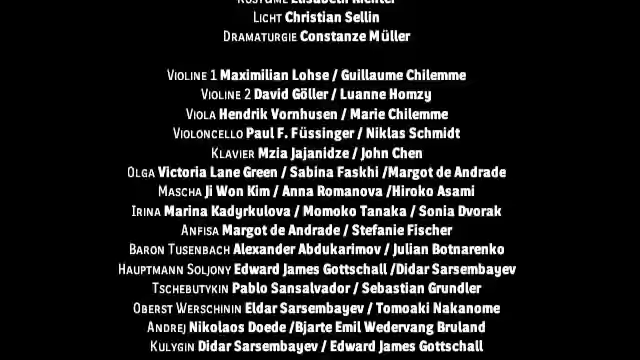 KOSTÜME Elisabeth Richter
LICHT Christian Sellin
DRAMATURGIE Constanze Müller
VIOLINE 1 Maximilian Lohse / Guillaume Chilemme
VIOLINE 2 David Göller / Luanne Homzy
VIOLA Hendrik Vornhusen / Marie Chilemme
VIOLONCELLO Paul F. Füssinger / Niklas Schmidt
KLAVIER Mzia Jajanidze / John Chen
OLGA Victoria Lane Green / Sabina Faskhi /Margot de Andrade
MASCHA Ji Won Kim / Anna Romanova /Hiroko Asami
IRINA Marina Kadyrkulova / Momoko Tanaka / Sonia Dvorak
ANFISA Margot de Andrade / Stefanie Fischer
BARON TUSENBACH Alexander Abdukarimov / Julian Botnarenko
HAUPTMANN SOLJONY Edward James Gottschall /Didar Sarsembayev
TSCHEBUTYKIN Pablo Sansalvador / Sebastian Grundler
OBERST WERSCHININ Eldar Sarsembayev / Tomoaki Nakanome
ANDREJ Nikolaos Doede /Bjarte Emil Wedervang Bruland
KULYGIN Didar Sarsembayev / Edward James Gottschall